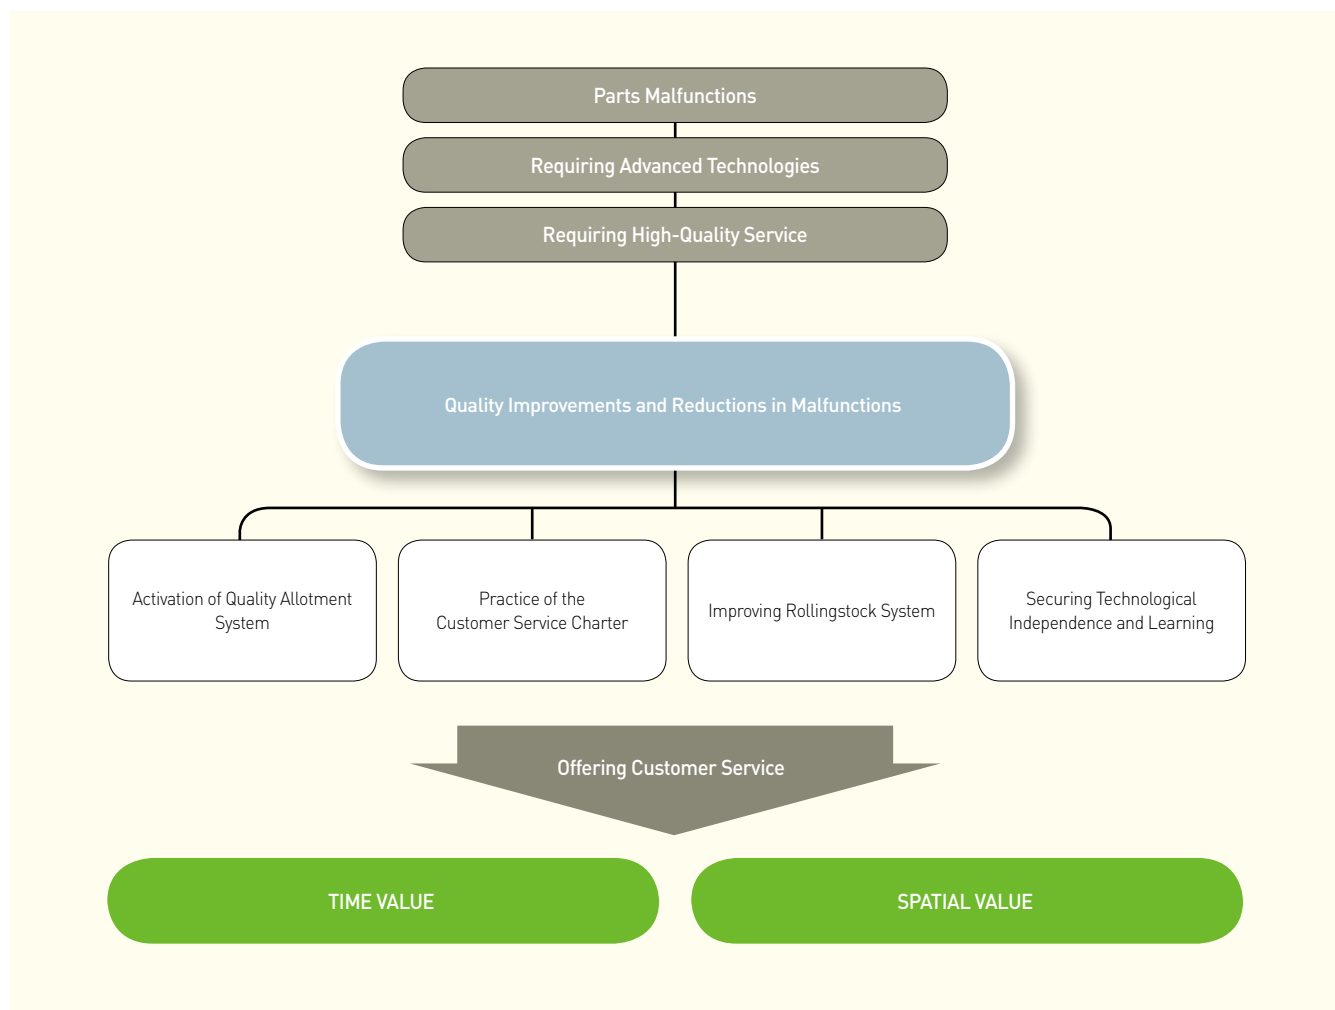 Parts Malfunctions
Requiring Advanced Technologies
Requiring High-Quality Service
Quality Improvements and Reductions in Malfunctions
Activation of Quality Allotment
System
Practice of the
Customer Service Charter
Improving Rollingstock System
Securing Technological
Independence and Learning
Offering Customer Service
TIME VALUE
SPATIAL VALUE